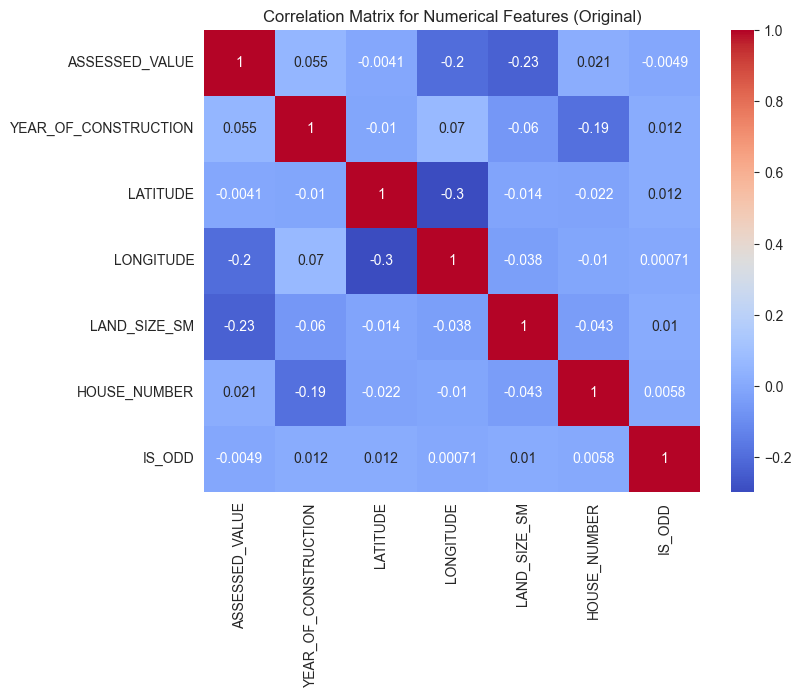 Correlation Matrix for Numerical Features (Original)
ASSESSED_VALUE 1 0.055 -0.0041 -0.2 -0.23 0.021 -0.0049
YEAR_OF_CONSTRUCTION 0.055 1 -0.01 0.07 -0.06 -0.19 0.012
LATITUDE -0.0041 -0.01 1 -0.3 -0.014 -0.022 0.012
LONGITUDE -0.2 0.07 -0.3 1 -0.038 -0.01 0.00071
LAND_SIZE_SM -0.23 -0.06 -0.014 -0.038 1 -0.043 0.01
HOUSE_NUMBER 0.021 -0.19 -0.022 -0.01 -0.043 1 0.0058
IS_ODD -0.0049 0.012 0.012 0.00071 0.01 0.0058 1
ASSESSED_VALUE
YEAR_OF_CONSTRUCTION
LATITUDE
LONGITUDE
LAND_SIZE_SM
HOUSE_NUMBER
IS_ODD
1.0
0.8
0.6
0.4
0.2
0.0
−0.2